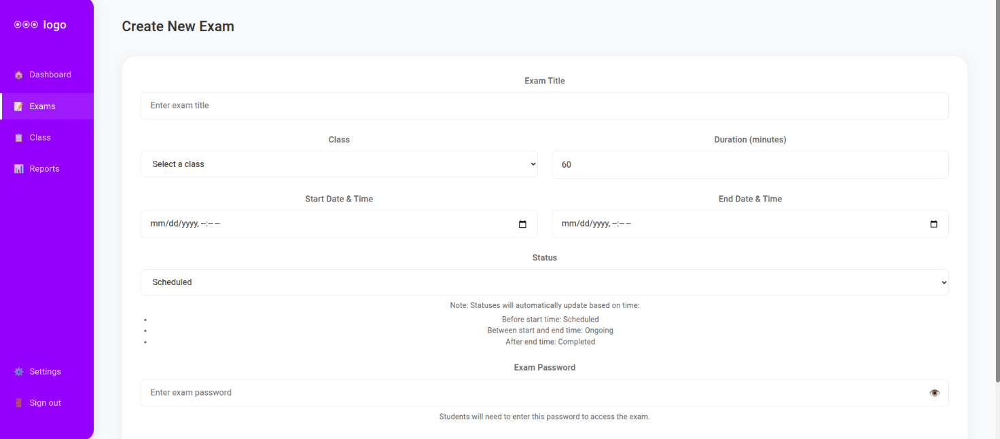 logo
Create New Exam
Dashboard
Exams
Class
Reports
Settings
Sign out
Exam Title
Enter exam title
Class
Duration (minutes)
Select a class
60
Start Date & Time
End Date & Time
mm/dd/yyyy, --:-- --
mm/dd/yyyy, --:-- --
Status
Scheduled
Note: Statuses will automatically update based on time:
Before start time: Scheduled
Between start and end time: Ongoing
After end time: Completed
Exam Password
Enter exam password
Students will need to enter this password to access the exam.